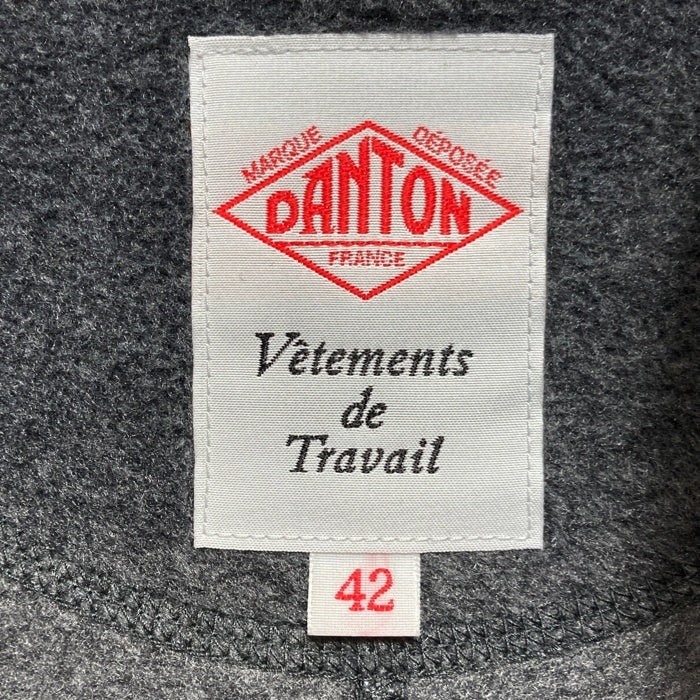 MARQUE DÉPOSÉE
DANTON
FRANCE
Vêtements
de
Travail
42